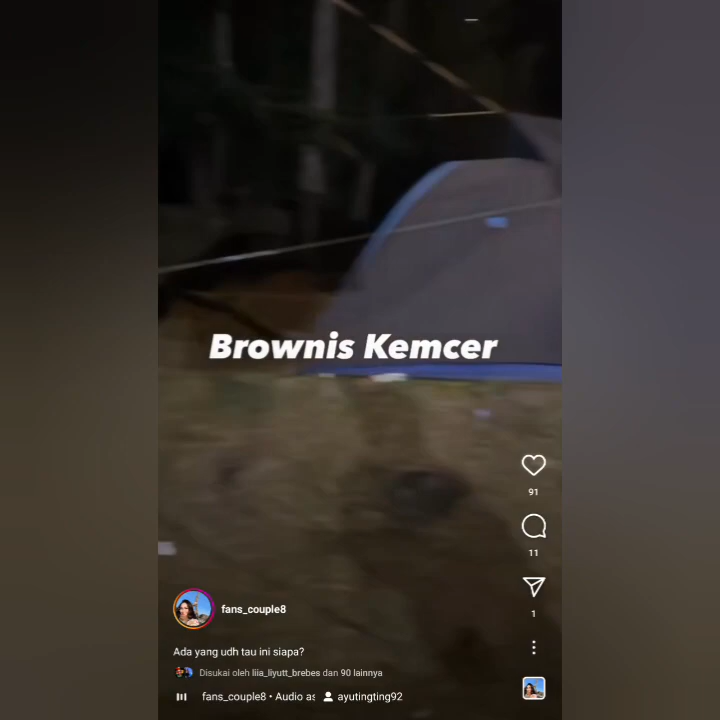 Brownis Kemcer
91
11
1
fans_couple8
Ada yang udh tau ini siapa?
Disukai oleh liia_liyutt_brebes dan 90 lainnya
fans_couple8 • Audio as
ayutingting92